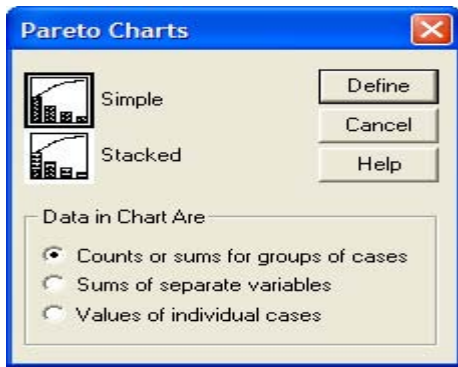 Pareto Charts
Simple
Stacked
Define
Cancel
Help
Data in Chart Are
Counts or sums for groups of cases
Sums of separate variables
Values of individual cases